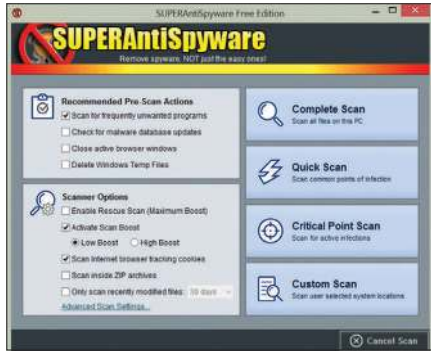 SUPERAntiSpyware Free Edition
SUPERAntiSpyware
Remove spyware, NOT just the easy ones!
Recommended Pre-Scan Actions
Scan for frequently unwanted programs
Check for malware database updates
Close active browser windows
Delete Windows Temp Files
Scanner Options
Enable Rescue Scan (Maximum Boost)
Activate Scan Boost
Low Boost High Boost
Scan Internet browser tracking cookies
Scan inside ZIP archives
Only scan recently modified files: 30 days
Advanced Scan Settings...
Complete Scan
Scan all files on this PC
Quick Scan
Scan common points of infection
Critical Point Scan
Scan for active infections
Custom Scan
Scan user selected system locations
Cancel Scan